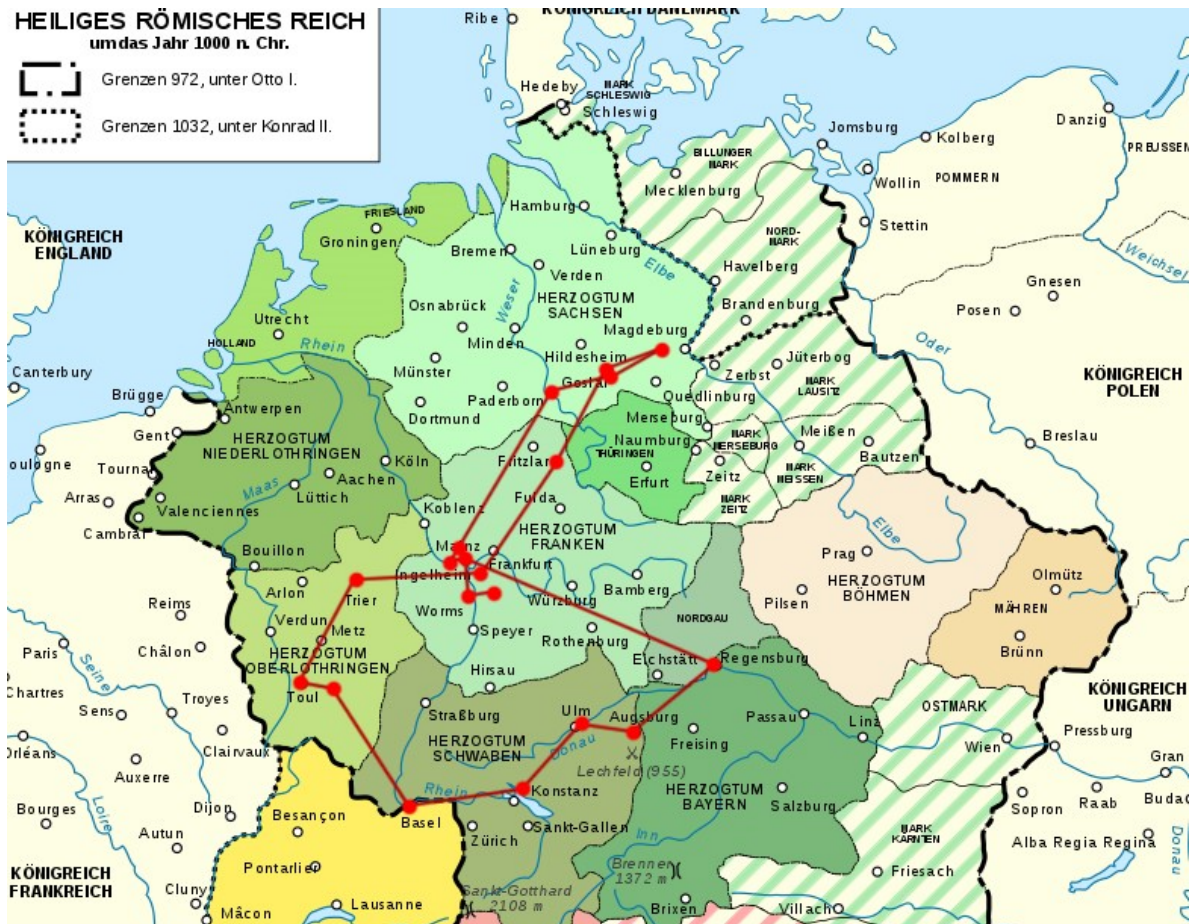 HEILIGES RÖMISCHES REICH
um das Jahr 1000 n. Chr.
Grenzen 972, unter Otto I.
Grenzen 1032, unter Konrad II.
KÖNIGREICH DÄNEMARK
Ribe
Hedeby
MARK
SCHLESWIG
Schleswig
Danzig
Jomsburg
Kolberg
PREUSSEN
BILLUNGER
MARK
Mecklenburg
Wollin
POMMERN
FRIESLAND
Hamburg
Stettin
KÖNIGREICH
ENGLAND
Groningen
Bremen
Lüneburg
NORD-
MARK
Weichsel
Elbe
Verden
Havelberg
Gnesen
Weser
Osnabrück
HERZOGTUM
SACHSEN
Brandenburg
Posen
Utrecht
Minden
Magdeburg
HOLLAND
Rhein
Hildesheim
Oder
Canterbury
Münster
Zerbst
Jüterbog
MARK
LAUSITZ
KÖNIGREICH
POLEN
Brügge
Paderborn
Goslar
Quedlinburg
Antwerpen
Dortmund
Merseburg
Gent
HERZOGTUM
NIEDERLOTHRINGEN
Köln
Fritzlar
THÜRINGEN
Naumburg
MARK
MERSEBURG
Meißen
Breslau
oulogne
Tournai
Aachen
Zeitz
MARK
MEISSEN
Bautzen
Maas
Lüttich
Erfurt
Arras
Valenciennes
Fulda
MARK
ZEITZ
Cambrai
Koblenz
Elbe
HERZOGTUM
FRANKEN
Bouillon
Mainz
Prag
Ingelheim
Frankfurt
Olmütz
Arlon
Trier
Würzburg
Bamberg
Pilsen
HERZOGTUM
BÖHMEN
Reims
Worms
MÄHREN
Verdun
NORDGAU
Metz
Speyer
Rothenburg
Brünn
Paris
Châlon
HERZOGTUM
OBERLOTHRINGEN
Hirsau
Eichstätt
Regensburg
Seine
Chartres
Troyes
Toul
KÖNIGREICH
UNGARN
Sens
Straßburg
Ulm
Augsburg
Passau
Linz
OSTMARK
Pressburg
Orléans
Clairvaux
HERZOGTUM
SCHWABEN
Donau
Freising
Wien
Gran
Auxerre
Lechfeld (955)
Rhein
Konstanz
HERZOGTUM
BAYERN
Loire
Bourges
Dijon
Basel
Salzburg
Sopron
Raab
Buda
Besançon
Autun
Zürich
Sankt-Gallen
Inn
MARK
KÄRNTEN
Alba Regia Regina
Donau
KÖNIGREICH
FRANKREICH
Pontarlier
Brenner
1372 m
Friesach
Cluny
Sankt-Gotthard
2108 m
Mâcon
Lausanne
Brixen
Villach